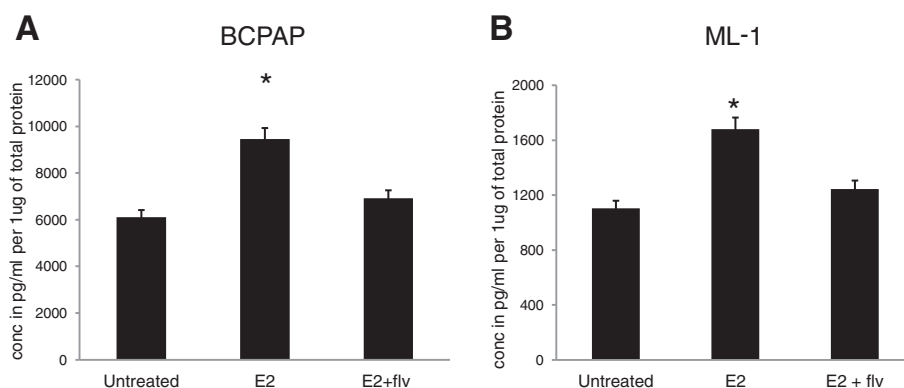 A
BCPAP
conc in pg/ml per 1ug of total protein
12000
10000
8000
6000
4000
2000
0
*
Untreated
E2
E2+flv
B
ML-1
conc in pg/ml per 1ug of total protein
2000
1600
1200
800
400
0
*
Untreated
E2
E2 + flv